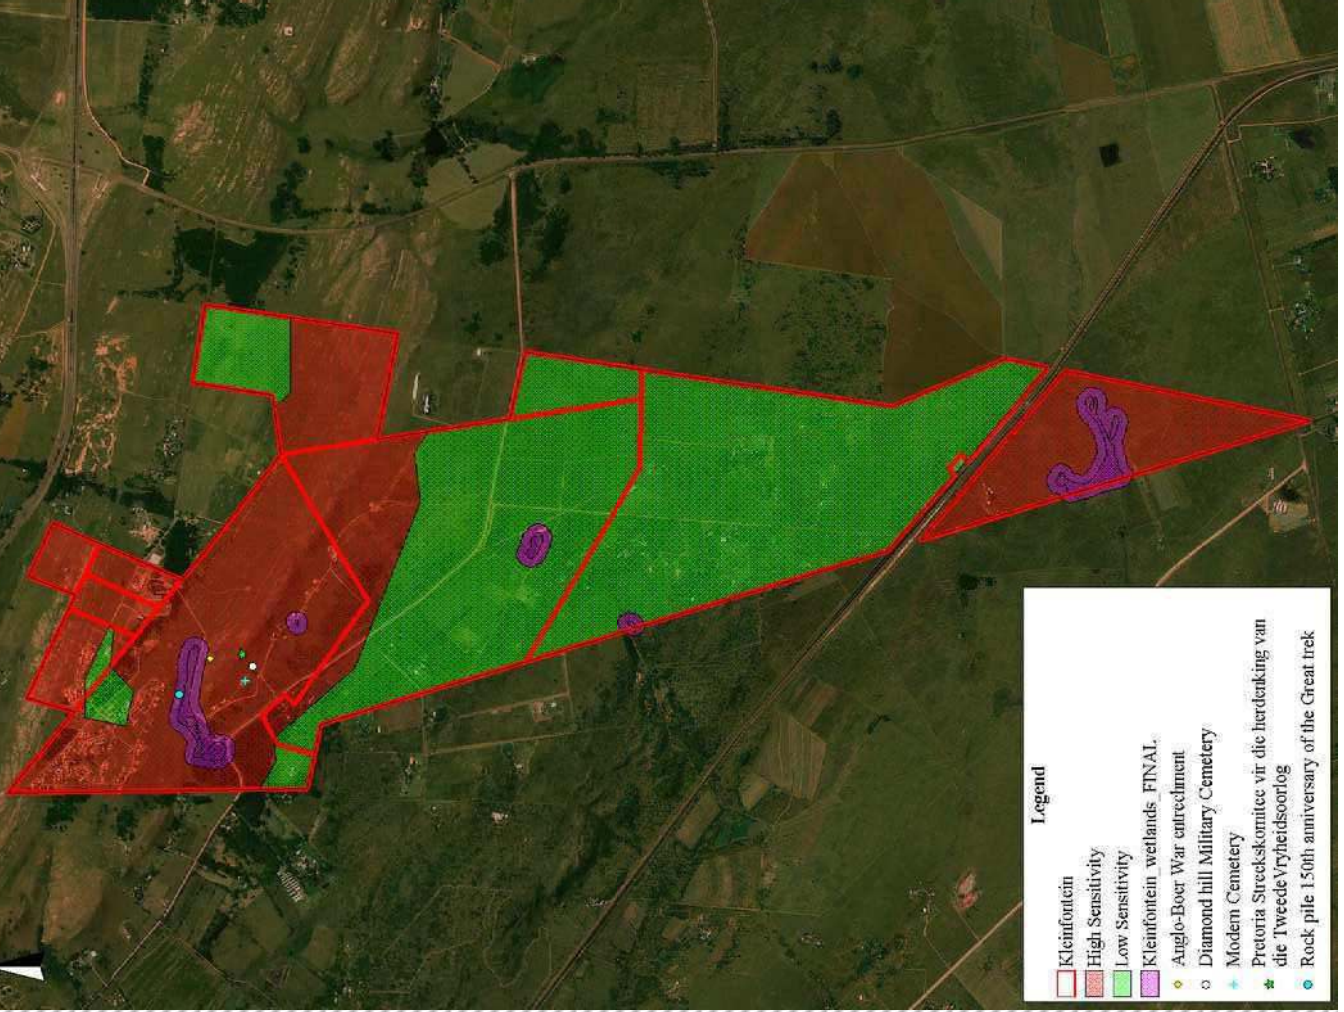 Legend
Kleinfontein
High Sensitivity
Low Sensitivity
Kleinfontein_wetlands_FINAL
Anglo-Boer War entrechment
Diamond hill Military Cemetery
Modern Cemetery
Pretoria Streekskomitee vir die herdenking van
die TweedeVryheidsoorlog
Rock pile 150th anniversary of the Great trek